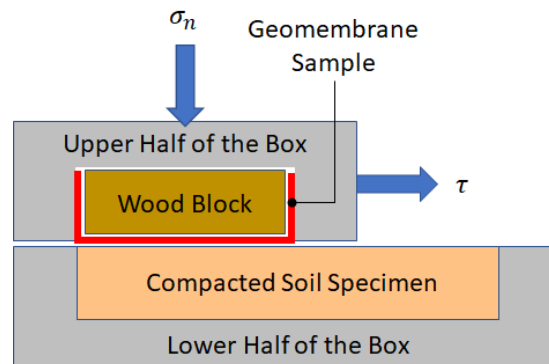 σn
Geomembrane
Sample
Upper Half of the Box
τ
Wood Block
Compacted Soil Specimen
Lower Half of the Box